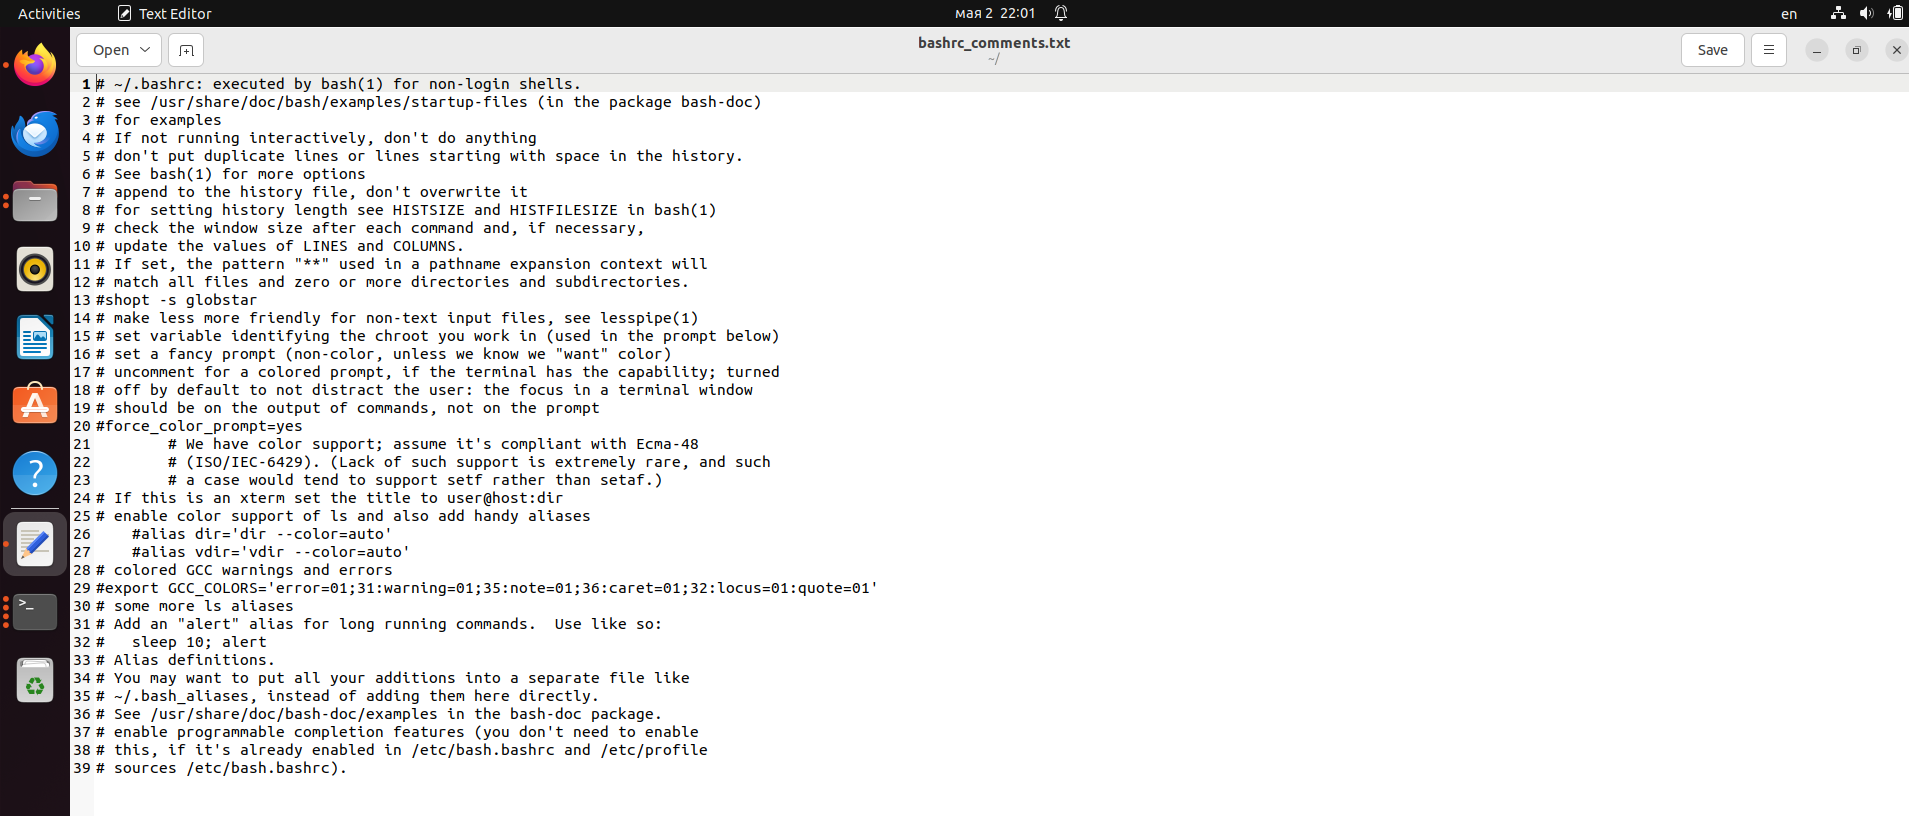 Activities Text Editor мая 2 22:01 en
Open bashrc_comments.txt Save
~/
1 # ~/.bashrc: executed by bash(1) for non-login shells.
2 # see /usr/share/doc/bash/examples/startup-files (in the package bash-doc)
3 # for examples
4 # If not running interactively, don't do anything
5 # don't put duplicate lines or lines starting with space in the history.
6 # See bash(1) for more options
7 # append to the history file, don't overwrite it
8 # for setting history length see HISTSIZE and HISTFILESIZE in bash(1)
9 # check the window size after each command and, if necessary,
10 # update the values of LINES and COLUMNS.
11 # If set, the pattern "**" used in a pathname expansion context will
12 # match all files and zero or more directories and subdirectories.
13 #shopt -s globstar
14 # make less more friendly for non-text input files, see lesspipe(1)
15 # set variable identifying the chroot you work in (used in the prompt below)
16 # set a fancy prompt (non-color, unless we know we "want" color)
17 # uncomment for a colored prompt, if the terminal has the capability; turned
18 # off by default to not distract the user: the focus in a terminal window
19 # should be on the output of commands, not on the prompt
20 #force_color_prompt=yes
21         # We have color support; assume it's compliant with Ecma-48
22         # (ISO/IEC-6429). (Lack of such support is extremely rare, and such
23         # a case would tend to support setf rather than setaf.)
24 # If this is an xterm set the title to user@host:dir
25 # enable color support of ls and also add handy aliases
26     #alias dir='dir --color=auto'
27     #alias vdir='vdir --color=auto'
28 # colored GCC warnings and errors
29 #export GCC_COLORS='error=01;31:warning=01;35:note=01;36:caret=01;32:locus=01:quote=01'
30 # some more ls aliases
31 # Add an "alert" alias for long running commands.  Use like so:
32 #   sleep 10; alert
33 # Alias definitions.
34 # You may want to put all your additions into a separate file like
35 # ~/.bash_aliases, instead of adding them here directly.
36 # See /usr/share/doc/bash-doc/examples in the bash-doc package.
37 # enable programmable completion features (you don't need to enable
38 # this, if it's already enabled in /etc/bash.bashrc and /etc/profile
39 # sources /etc/bash.bashrc).